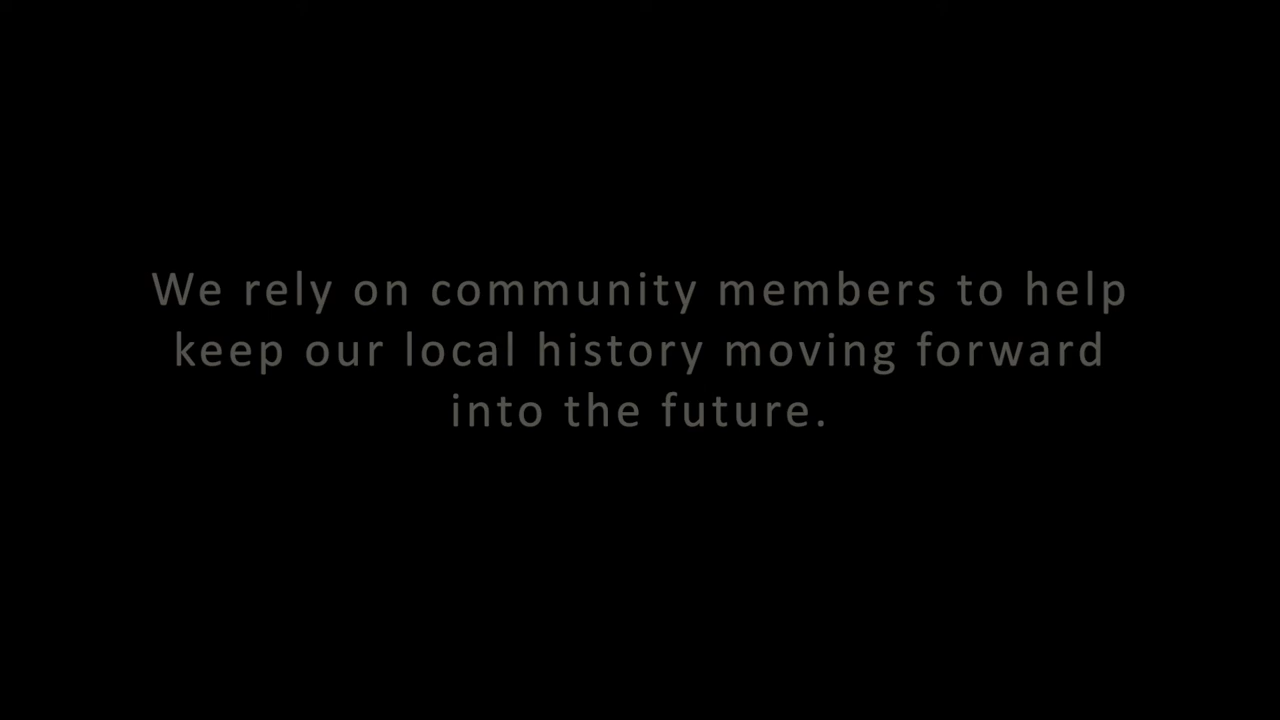 We rely on community members to help
keep our local history moving forward
into the future.